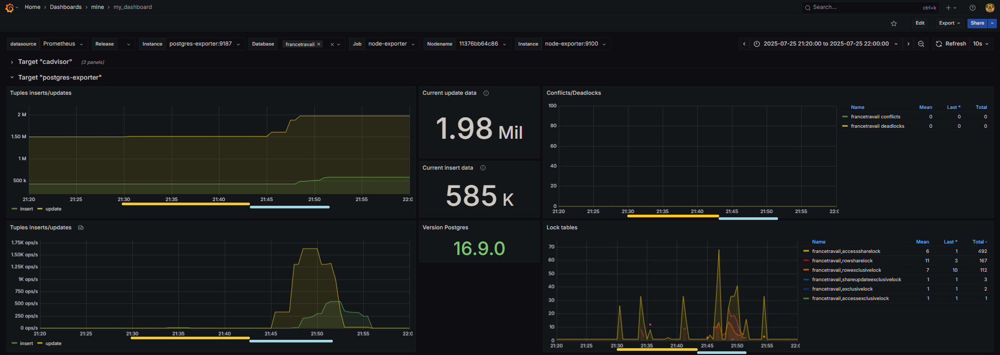 Home › Dashboards › mine › my_dashboard Search... ctrl+k
Edit Export Share
datasource Prometheus Release Instance postgres-exporter:9187 Database francetravail × × Job node-exporter Nodename 11376bb64c86 Instance node-exporter:9100 2025-07-25 21:20:00 to 2025-07-25 22:00:00 Refresh 10s
Target "cadvisor" (3 panels)
Target "postgres-exporter"
Tuples inserts/updates
2 M
1.50 M
1 M
500 k
21:20 21:25 21:30 21:35 21:40 21:45 21:50 21:55 22:0
insert update
Current update data
1.98 Mil
Current insert data
585 K
Conflicts/Deadlocks
100
80
60
40
20
0
21:20 21:25 21:30 21:35 21:40 21:45 21:50 21:55 22:0
Name Mean Last * Total
francetravail conflicts 0 0 0
francetravail deadlocks 0 0 0
Tuples inserts/updates
1.75K ops/s
1.50K ops/s
1.25K ops/s
1K ops/s
750 ops/s
500 ops/s
250 ops/s
0 ops/s
21:20 21:25 21:30 21:35 21:40 21:45 21:50 21:55 22:0
insert update
Version Postgres
16.9.0
Lock tables
70
60
50
40
30
20
10
0
21:20 21:25 21:30 21:35 21:40 21:45 21:50 21:55 22:0
Name Mean Last * Total
francetravail,accesssharelock 6 1 492
francetravail,rowsharelock 11 3 167
francetravail,rowexclusivelock 7 10 112
francetravail,shareupdateexclusivelock 1 1 3
francetravail,exclusivelock 1 1 2
francetravail,accessexclusivelock 1 1 1